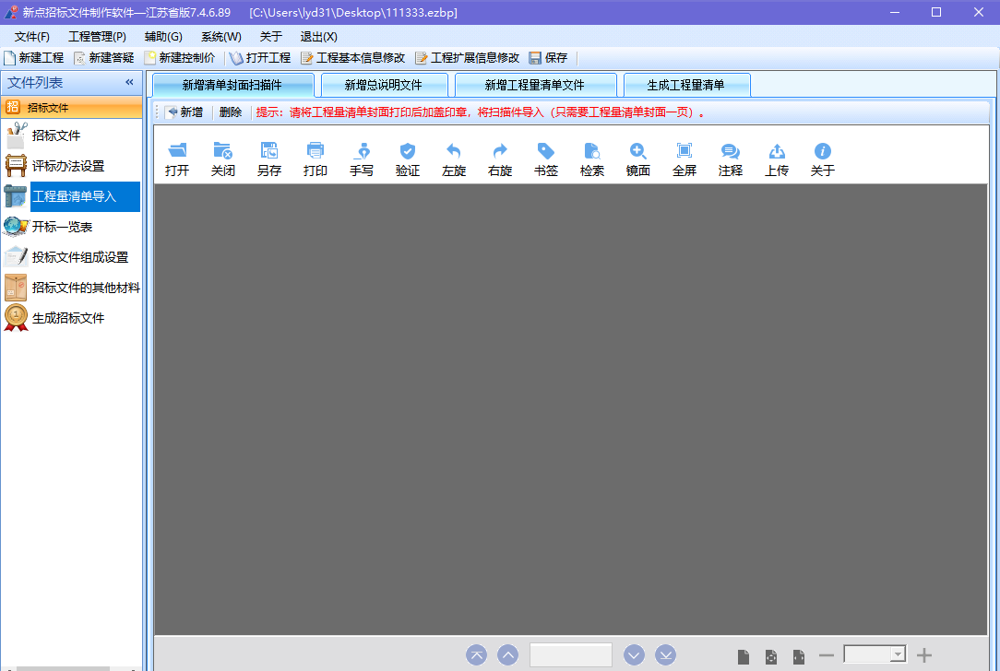 新点招标文件制作软件—江苏省版7.4.6.89 [C:\Users\lyd31\Desktop\111333.ezbp]
文件(F) 工程管理(P) 辅助(G) 系统(W) 关于 退出(X)
新建工程 新建答疑 新建控制价 打开工程 工程基本信息修改 工程扩展信息修改 保存
文件列表 «
招 招标文件
招标文件
评标办法设置
工程量清单导入
开标一览表
投标文件组成设置
招标文件的其他材料
生成招标文件
新增清单封面扫描件 新增总说明文件 新增工程量清单文件 生成工程量清单
新增 删除 提示：请将工程量清单封面打印后加盖印章，将扫描件导入（只需要工程量清单封面一页）。
打开 关闭 另存 打印 手写 验证 左旋 右旋 书签 检索 镜面 全屏 注释 上传 关于